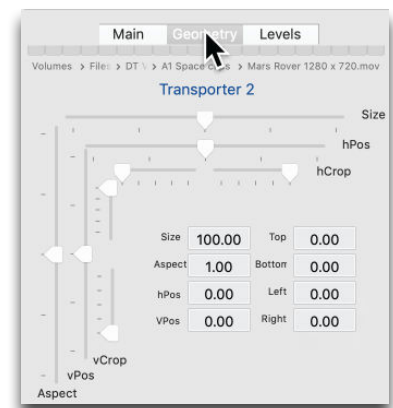 Main Geometry Levels
Volumes > Files > DT > A1 Space > Mars Rover 1280 x 720.mov
Transporter 2
Size
hPos
hCrop
Size 100.00 Top 0.00
Aspect 1.00 Bottom 0.00
hPos 0.00 Left 0.00
VPos 0.00 Right 0.00
vCrop
vPos
Aspect